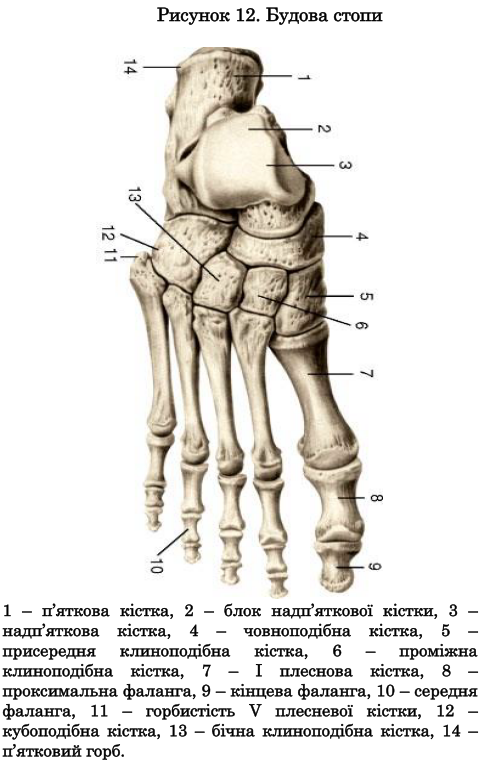 Рисунок 12. Будова стопи
14
1
2
3
13
12
11
4
5
6
7
8
10
9
1 – п'яткова кістка, 2 – блок надп'яткової кістки, 3 –
надп'яткова кістка, 4 – човноподібна кістка, 5 –
присередня клиноподібна кістка, 6 – проміжна
клиноподібна кістка, 7 – І плеснова кістка, 8 –
проксимальна фаланга, 9 – кінцева фаланга, 10 – середня
фаланга, 11 – горбистість V плесневої кістки, 12 –
кубоподібна кістка, 13 – бічна клиноподібна кістка, 14 –
п'ятковий горб.